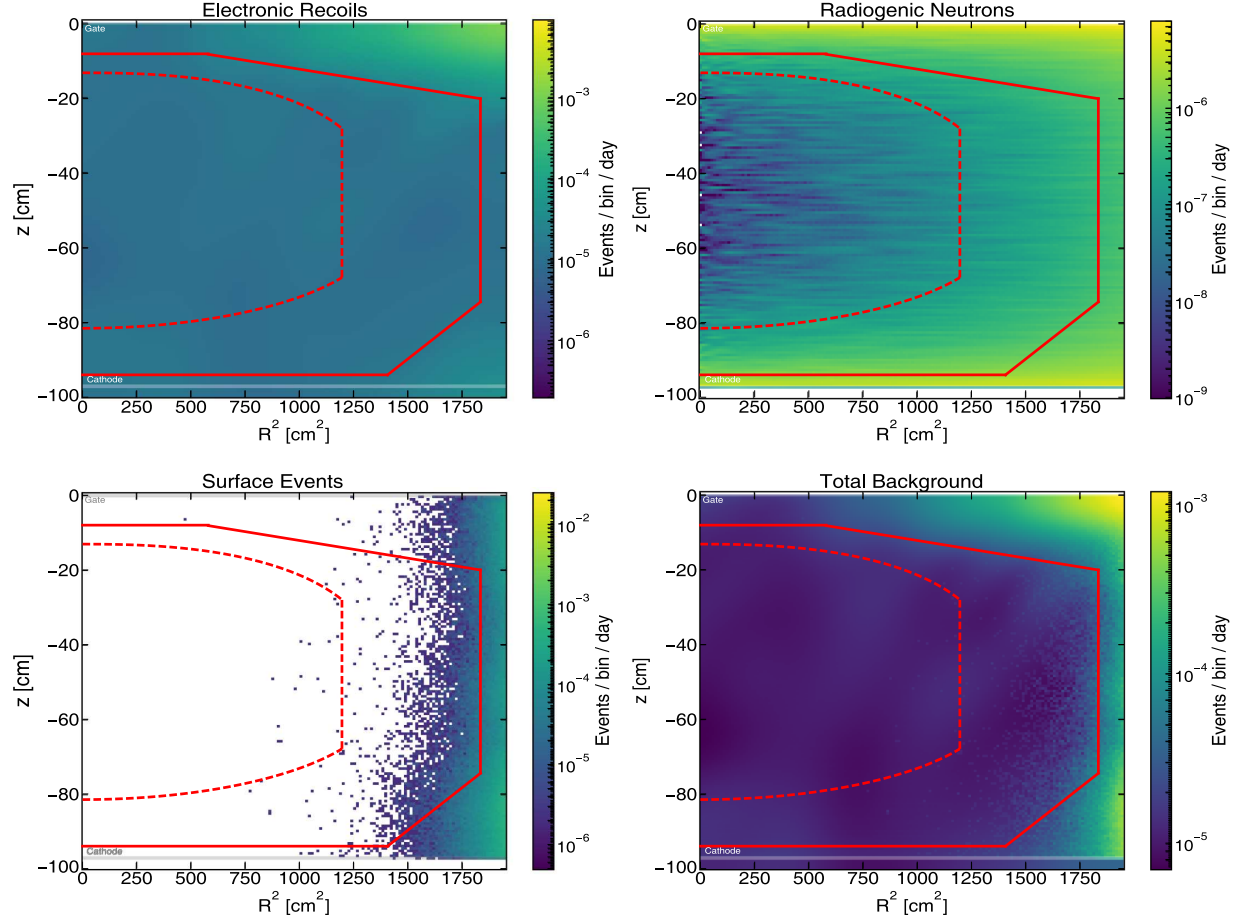 Electronic Recoils
Gate
0
−20
−40
−60
−80
−100
z [cm]
Cathode
0 250 500 750 1000 1250 1500 1750
R² [cm²]
10⁻³
10⁻⁴
10⁻⁵
10⁻⁶
Events / bin / day
Radiogenic Neutrons
Gate
0
−20
−40
−60
−80
−100
z [cm]
Cathode
0 250 500 750 1000 1250 1500 1750
R² [cm²]
10⁻⁶
10⁻⁷
10⁻⁸
10⁻⁹
Events / bin / day
Surface Events
Gate
0
−20
−40
−60
−80
−100
z [cm]
Cathode
0 250 500 750 1000 1250 1500 1750
R² [cm²]
10⁻²
10⁻³
10⁻⁴
10⁻⁵
10⁻⁶
Events / bin / day
Total Background
Gate
0
−20
−40
−60
−80
−100
z [cm]
Cathode
0 250 500 750 1000 1250 1500 1750
R² [cm²]
10⁻³
10⁻⁴
10⁻⁵
Events / bin / day